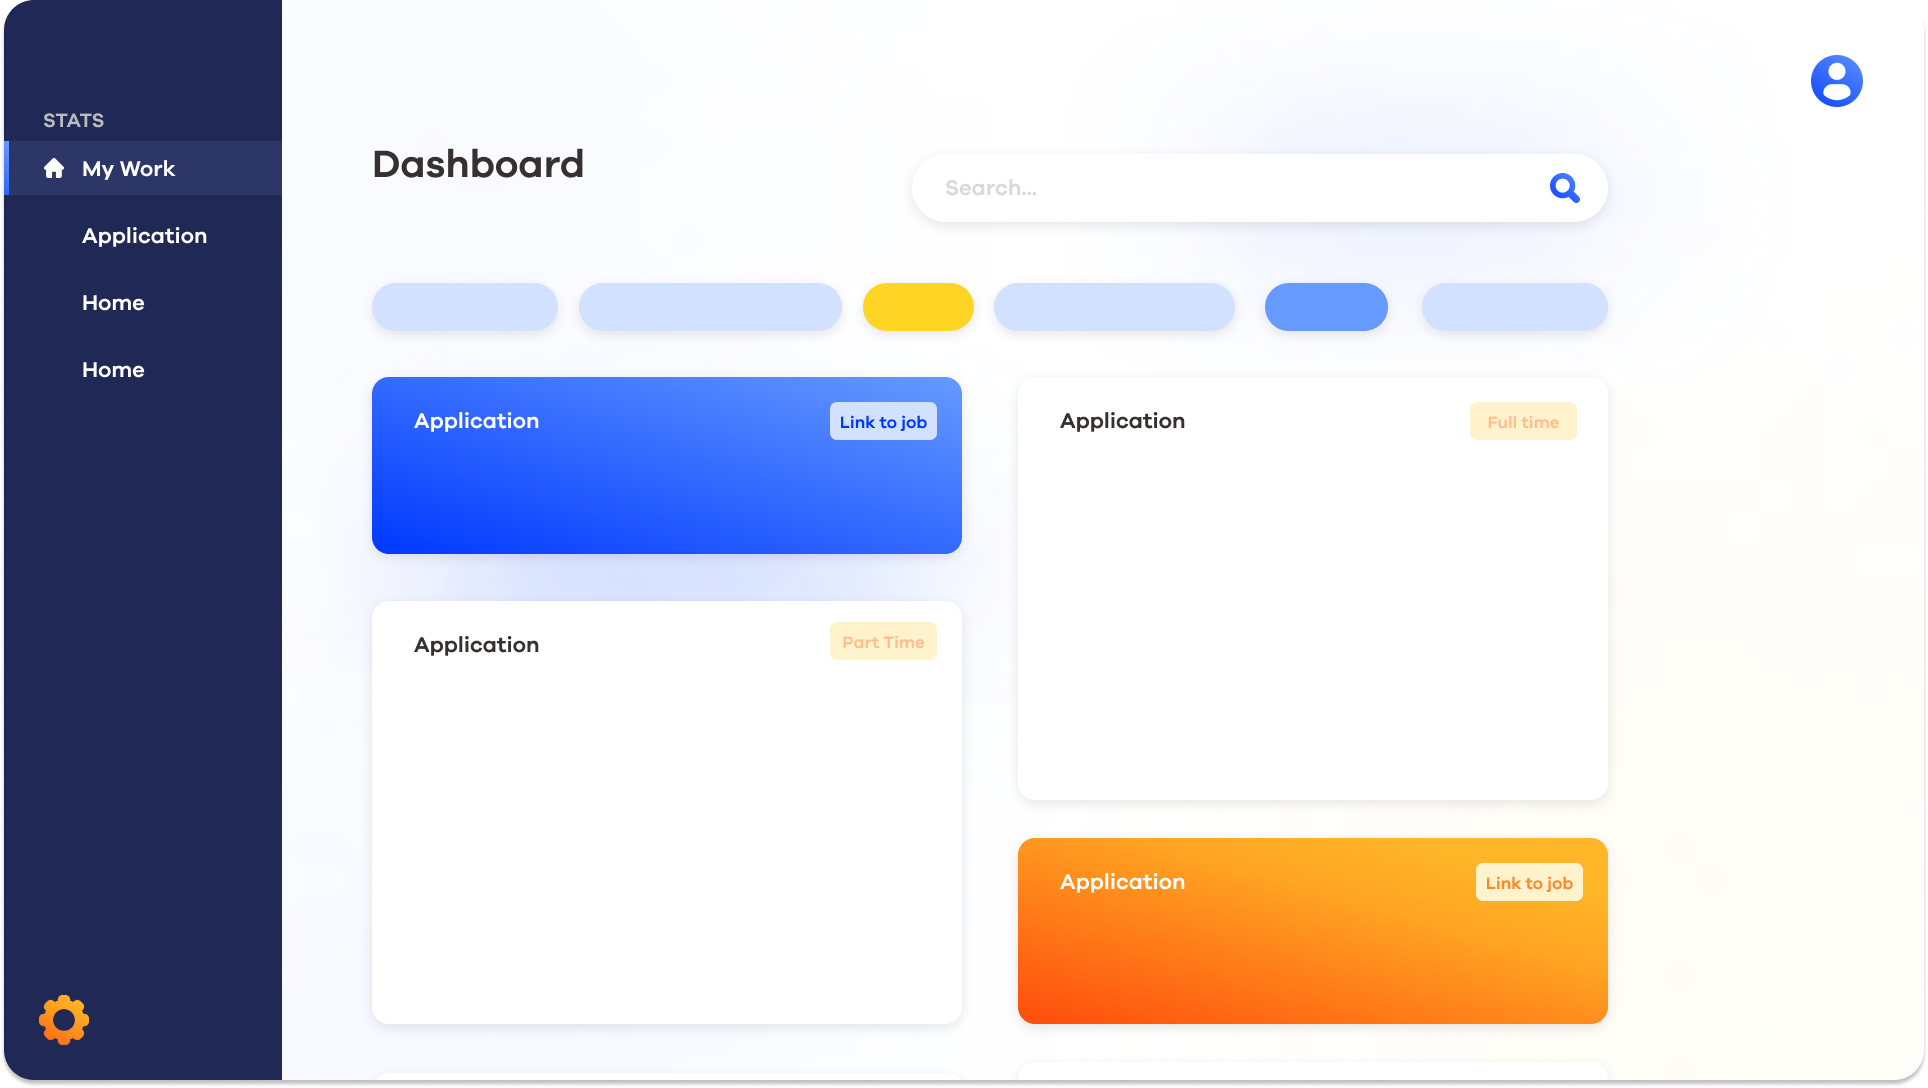 STATS
My Work
Application
Home
Home
Dashboard
Search...
Application
Link to job
Application
Full time
Application
Part Time
Application
Link to job